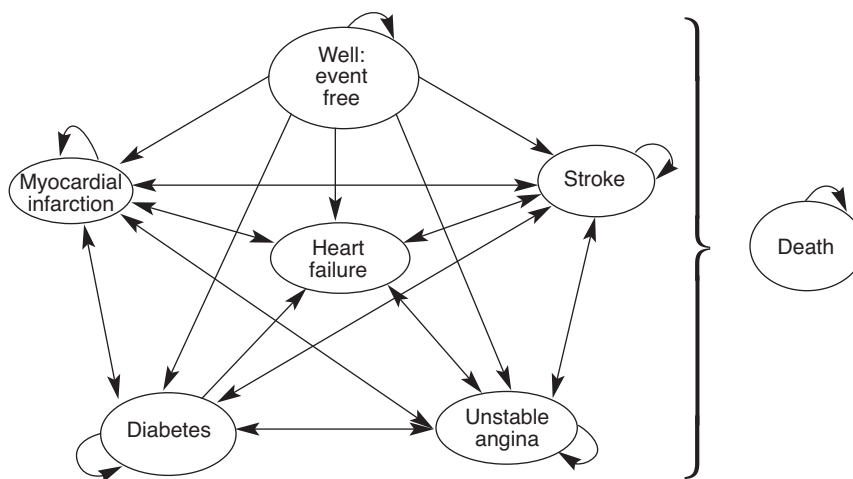 Well:
event
free
Myocardial
infarction
Stroke
Heart
failure
Death
Diabetes
Unstable
angina